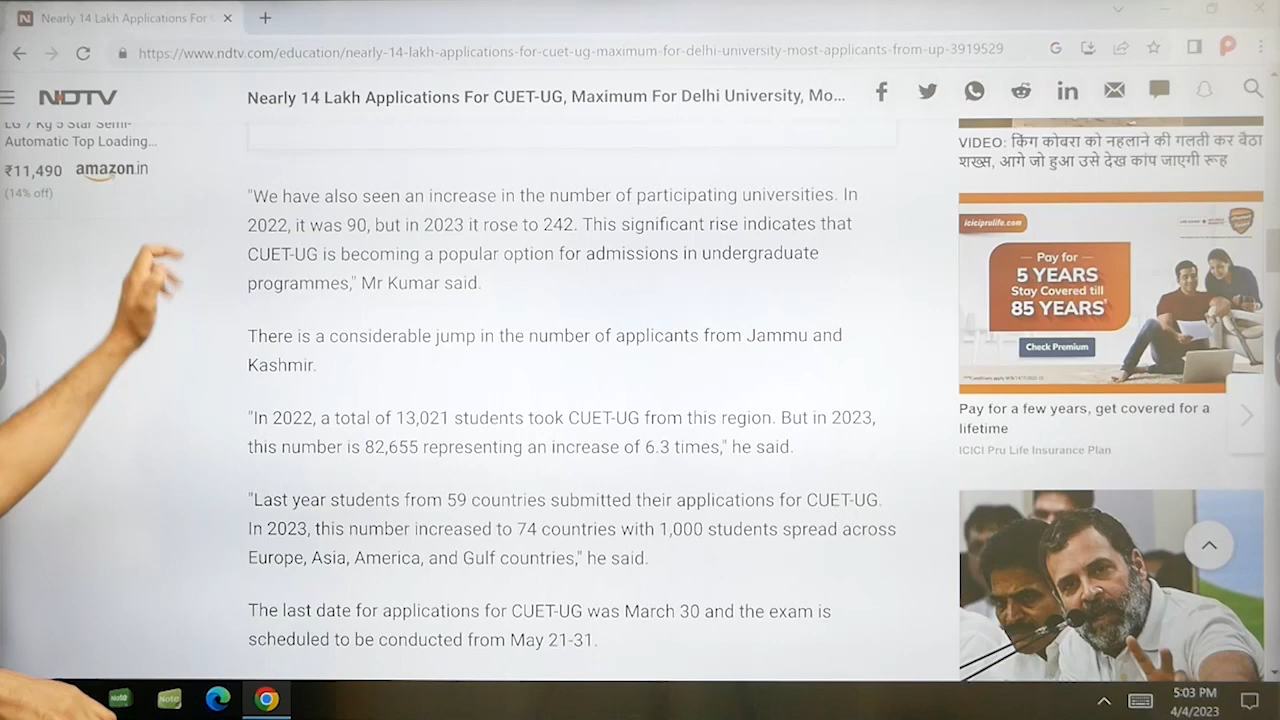 Nearly 14 Lakh Applications For
https://www.ndtv.com/education/nearly-14-lakh-applications-for-cuet-ug-maximum-for-delhi-university-most-applicants-from-up-3919529
NDTV
Nearly 14 Lakh Applications For CUET-UG, Maximum For Delhi University, Mo...
LG 7 Kg 5 Star Semi-
Automatic Top Loading...
₹11,490 amazon.in
(14% off)
"We have also seen an increase in the number of participating universities. In
2022, it was 90, but in 2023 it rose to 242. This significant rise indicates that
CUET-UG is becoming a popular option for admissions in undergraduate
programmes," Mr Kumar said.
There is a considerable jump in the number of applicants from Jammu and
Kashmir.
"In 2022, a total of 13,021 students took CUET-UG from this region. But in 2023,
this number is 82,655 representing an increase of 6.3 times," he said.
"Last year students from 59 countries submitted their applications for CUET-UG.
In 2023, this number increased to 74 countries with 1,000 students spread across
Europe, Asia, America, and Gulf countries," he said.
The last date for applications for CUET-UG was March 30 and the exam is
scheduled to be conducted from May 21-31.
VIDEO: किंग कोबरा को नहलाने की गलती कर बैठा
शख्स, आगे जो हुआ उसे देख कांप जाएगी रूह
iciciprulife.com
Pay for
5 YEARS
Stay Covered till
85 YEARS
Check Premium
Pay for a few years, get covered for a
lifetime
ICICI Pru Life Insurance Plan
Note
Note
5:03 PM
4/4/2023